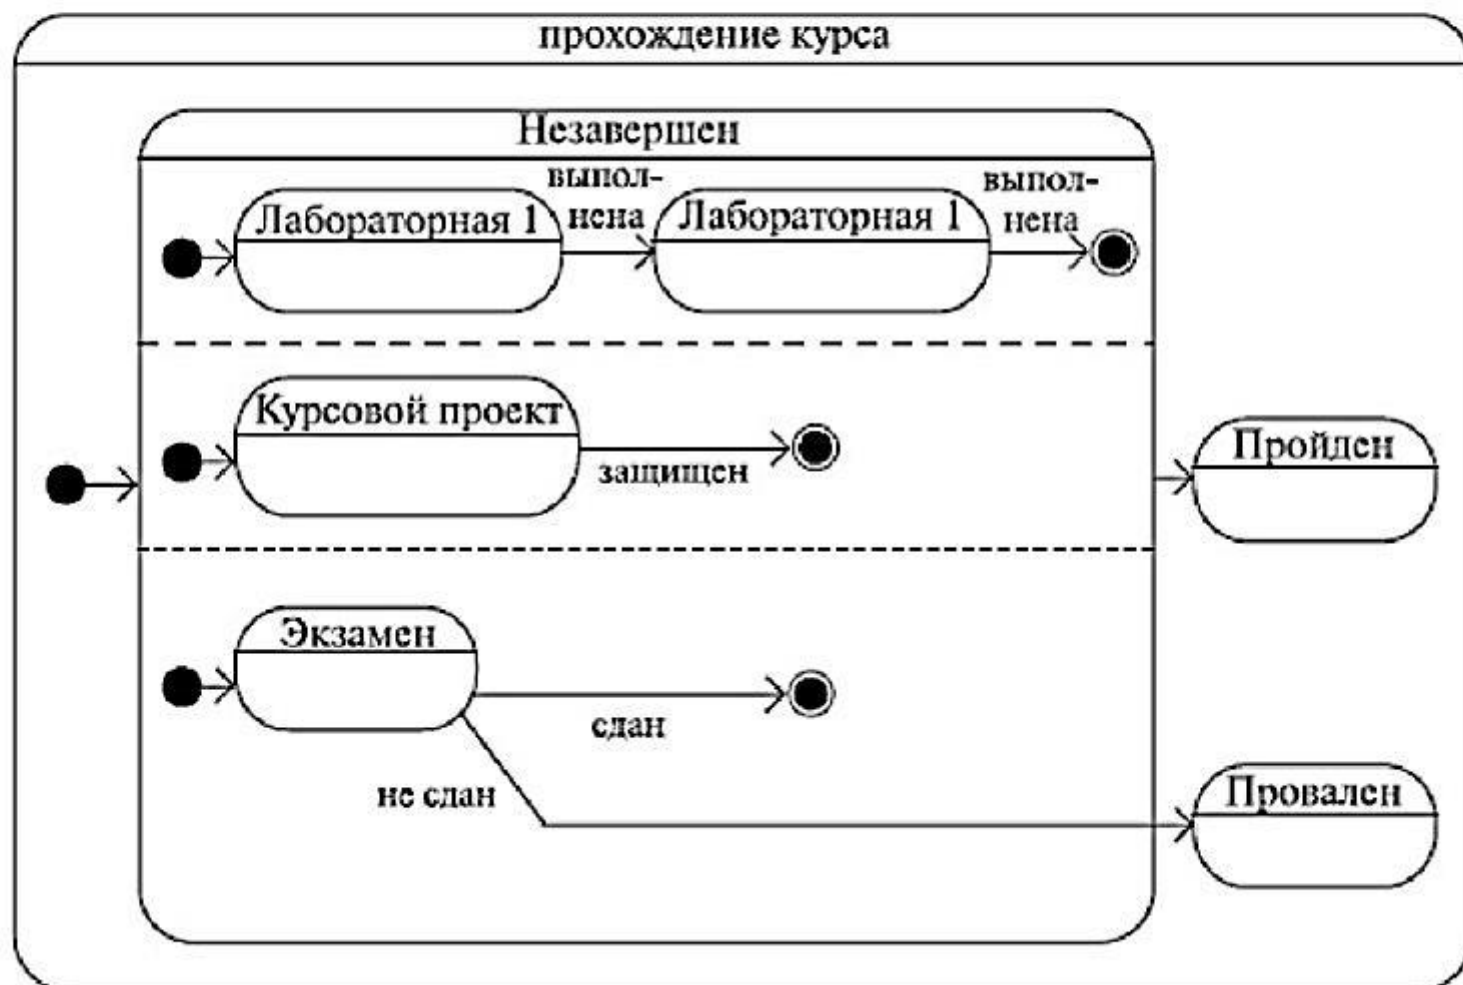 прохождение курса
Незавершен
Лабораторная 1
выпол-
нена
Лабораторная 1
выпол-
нена
Курсовой проект
защищен
Пройден
Экзамен
сдан
не сдан
Провален